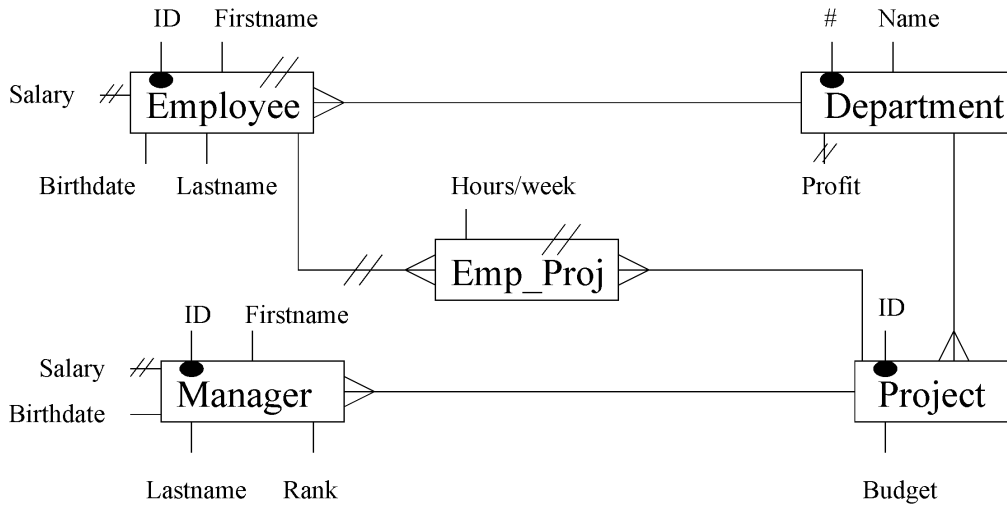 ID Firstname
# Name
Salary
Employee
Department
Birthdate Lastname
Profit
Hours/week
Emp_Proj
ID Firstname
ID
Salary
Manager
Project
Birthdate
Lastname Rank
Budget